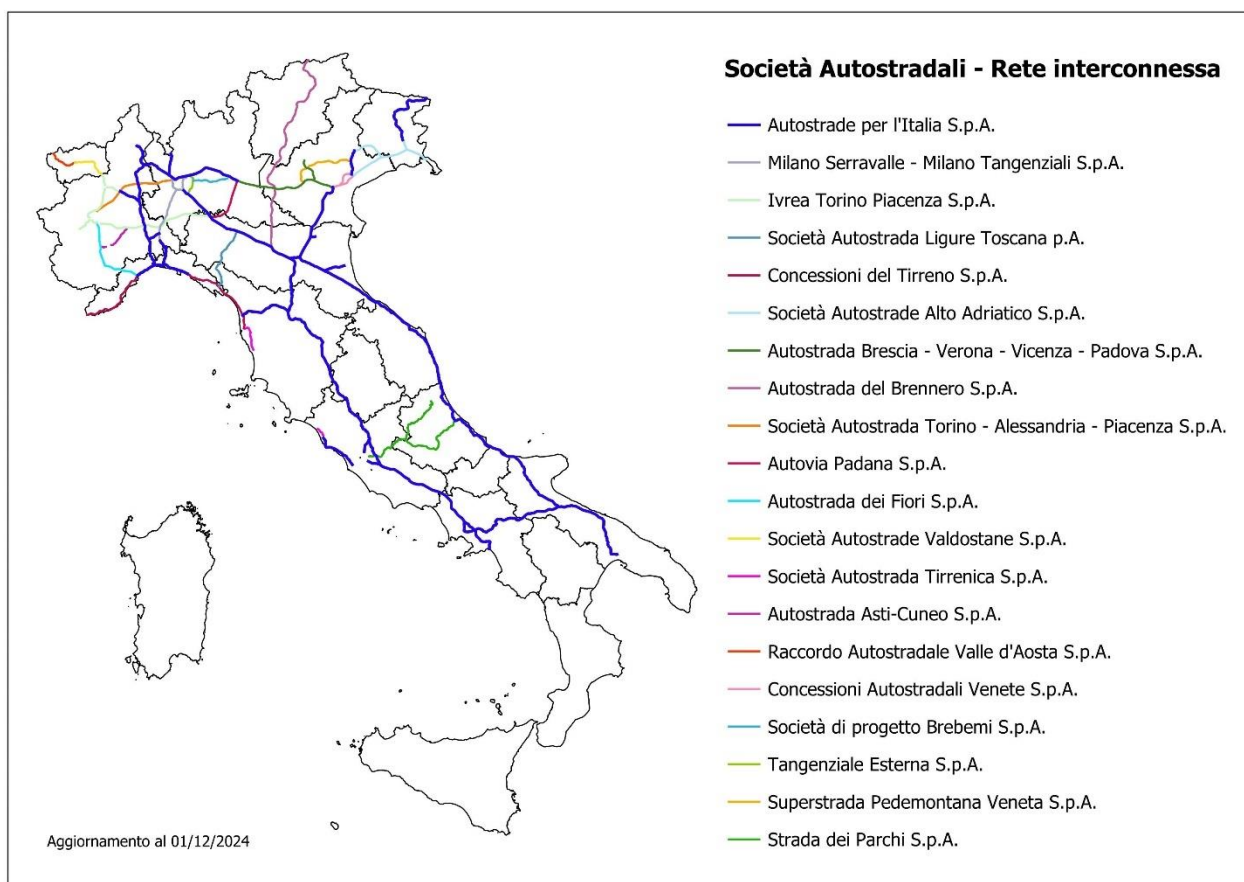 Società Autostradali - Rete interconnessa
Autostrade per l'Italia S.p.A.
Milano Serravalle - Milano Tangenziali S.p.A.
Ivrea Torino Piacenza S.p.A.
Società Autostrada Ligure Toscana p.A.
Concessioni del Tirreno S.p.A.
Società Autostrade Alto Adriatico S.p.A.
Autostrada Brescia - Verona - Vicenza - Padova S.p.A.
Autostrada del Brennero S.p.A.
Società Autostrada Torino - Alessandria - Piacenza S.p.A.
Autovia Padana S.p.A.
Autostrada dei Fiori S.p.A.
Società Autostrade Valdostane S.p.A.
Società Autostrada Tirrenica S.p.A.
Autostrada Asti-Cuneo S.p.A.
Raccordo Autostradale Valle d'Aosta S.p.A.
Concessioni Autostradali Venete S.p.A.
Società di progetto Brebemi S.p.A.
Tangenziale Esterna S.p.A.
Superstrada Pedemontana Veneta S.p.A.
Strada dei Parchi S.p.A.
Aggiornamento al 01/12/2024